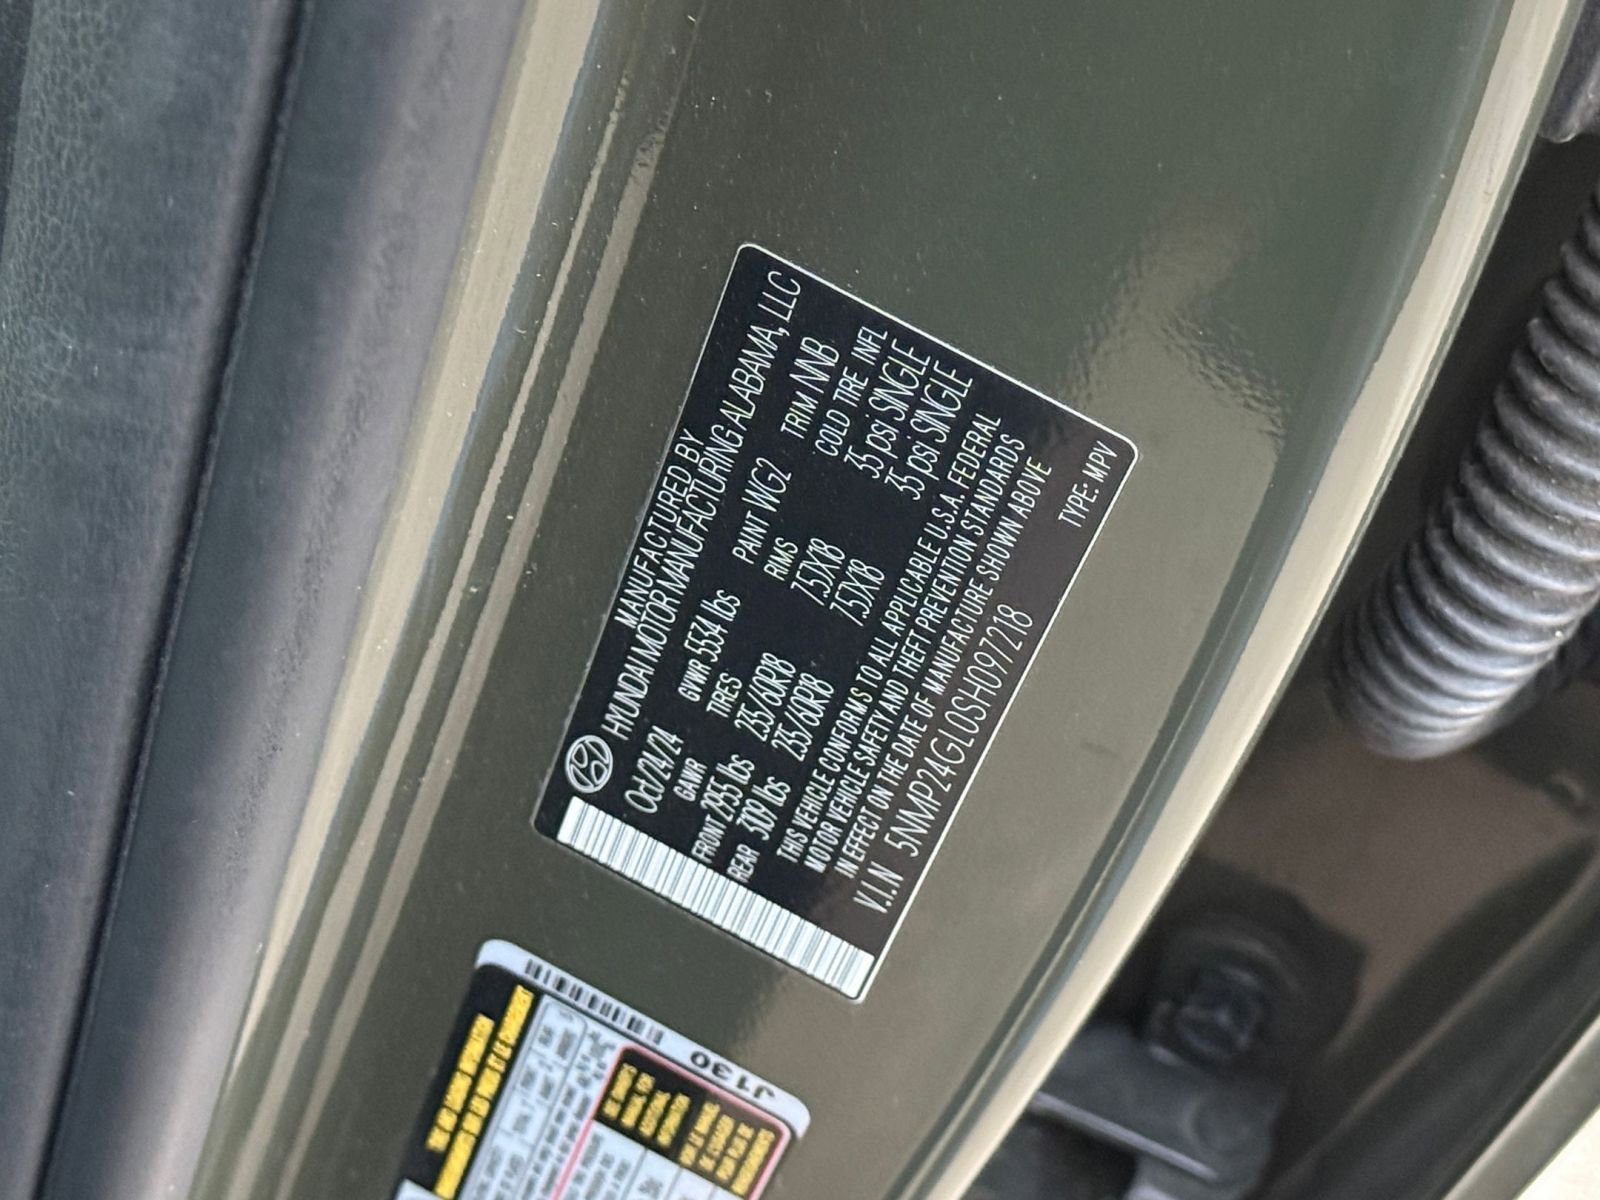 MANUFACTURED BY
HYUNDAI MOTOR MANUFACTURING ALABAMA, LLC
Oct/24/24 GVWR 5534 lbs PAINT WG2 TRIM NNB
GAWR TIRES RIMS COLD TIRE INFL
FRONT 2955 lbs 235/60R18 7.5JX18 35 psi SINGLE
REAR 3109 lbs 235/60R18 7.5JX18 35 psi SINGLE
THIS VEHICLE CONFORMS TO ALL APPLICABLE U.S.A. FEDERAL
MOTOR VEHICLE SAFETY AND THEFT PREVENTION STANDARDS
IN EFFECT ON THE DATE OF MANUFACTURE SHOWN ABOVE
V.I.N 5NMP24GL0SH097218
TYPE: MPV
J130